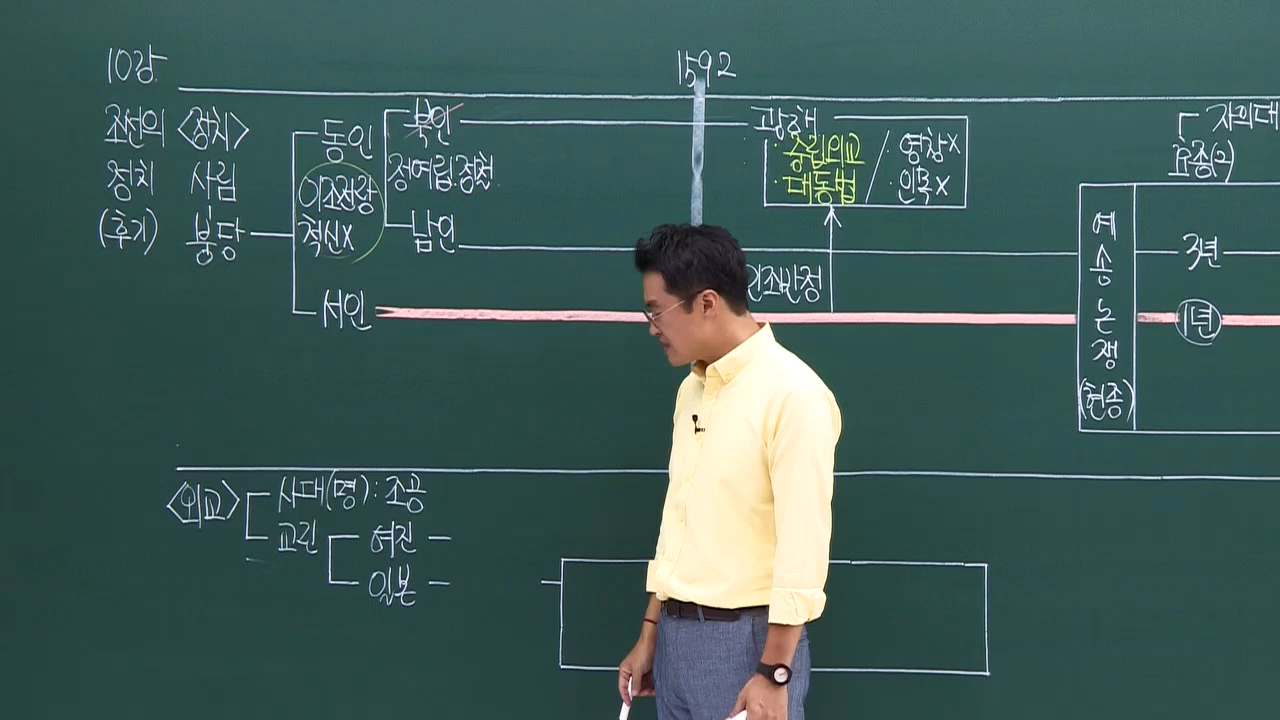 10강
1592
조선의 <정치>
정치 사림
(후기) 붕당
동인
이조전랑
척신X
서인
북인
정여립.정철
남인
광해
· 중립외교 / · 영창X
· 대동법 / · 인목X
인조반정
예송논쟁
(현종)
자의대
효종(2)
3년
1년
<외교>
사대(명) : 조공
교린
여진 -
일본 -